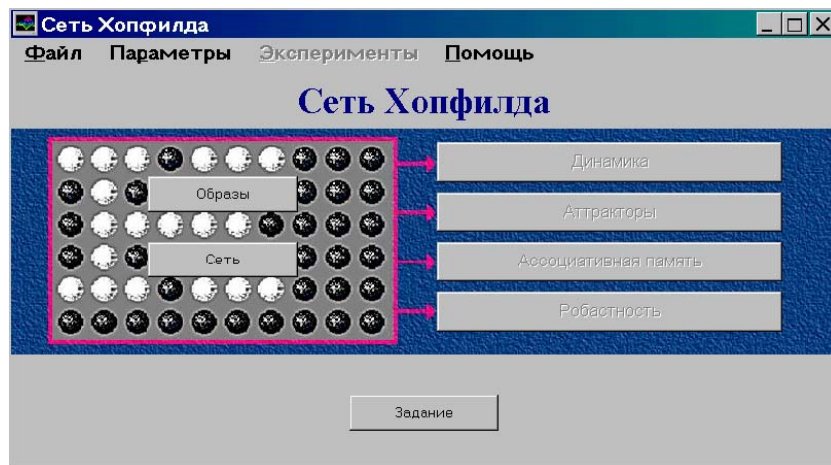 Сеть Хопфилда
Файл Параметры Эксперименты Помощь
Сеть Хопфилда
Образы
Сеть
Динамика
Аттракторы
Ассоциативная память
Робастность
Задание